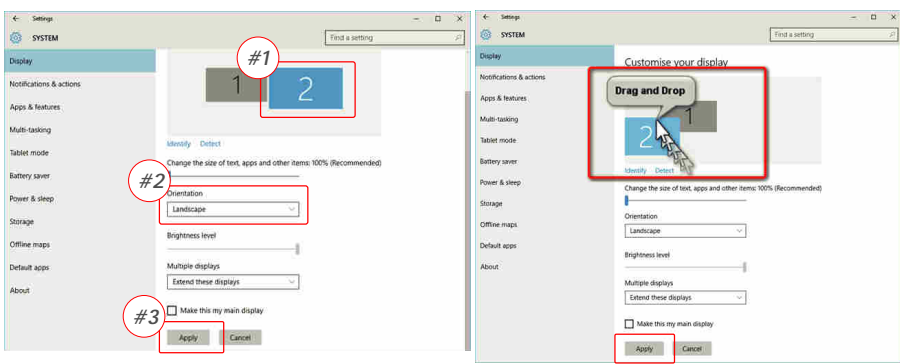 Settings
SYSTEM
Find a setting
Display
Notifications & actions
Apps & features
Multi-tasking
Tablet mode
Battery saver
Power & sleep
Storage
Offline maps
Default apps
About
#1
1
2
Identify Detect
Change the size of text, apps and other items: 100% (Recommended)
#2
Orientation
Landscape
Brightness level
Multiple displays
Extend these displays
Make this my main display
#3
Apply Cancel
Settings
SYSTEM
Find a setting
Display
Notifications & actions
Apps & features
Multi-tasking
Tablet mode
Battery saver
Power & sleep
Storage
Offline maps
Default apps
About
Customise your display
Drag and Drop
1
2
Identify Detect
Change the size of text, apps and other items: 100% (Recommended)
Orientation
Landscape
Brightness level
Multiple displays
Extend these displays
Make this my main display
Apply Cancel